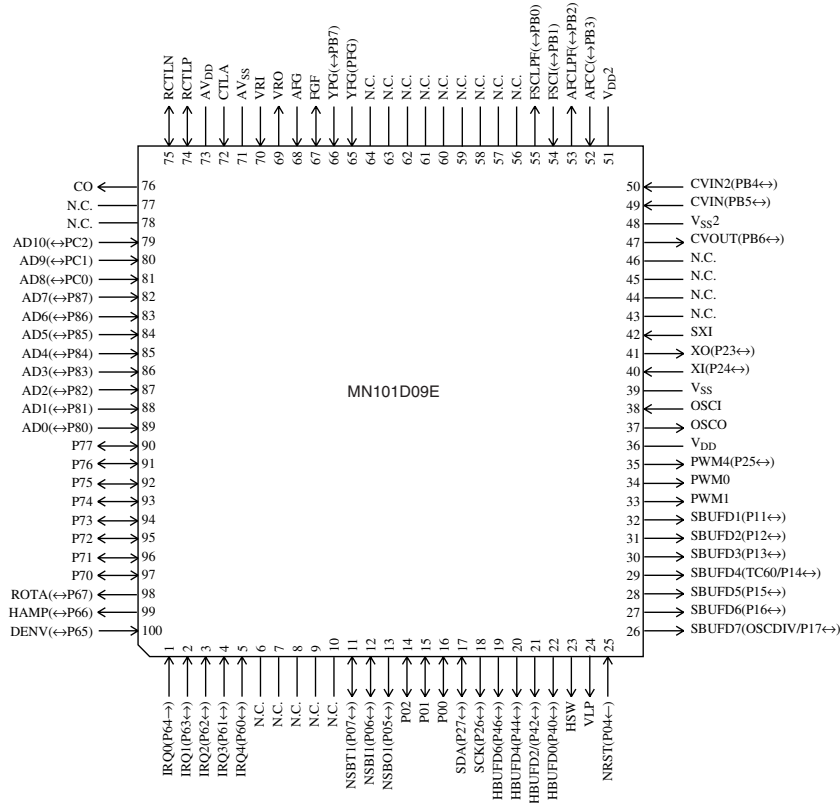 RCTLN
RCTLP
AVDD
CTLA
AVSS
VRI
VRO
AFG
FGF
YPG(↔PB7)
YFG(PFG)
N.C.
N.C.
N.C.
N.C.
N.C.
N.C.
N.C.
N.C.
N.C.
FSCLPF(↔PB0)
FSCI(↔PB1)
AFCLPF(↔PB2)
AFCC(↔PB3)
VDD2
75 74 73 72 71 70 69 68 67 66 65 64 63 62 61 60 59 58 57 56 55 54 53 52 51
CO 76
N.C. 77
N.C. 78
AD10(↔PC2) 79
AD9(↔PC1) 80
AD8(↔PC0) 81
AD7(↔P87) 82
AD6(↔P86) 83
AD5(↔P85) 84
AD4(↔P84) 85
AD3(↔P83) 86
AD2(↔P82) 87
AD1(↔P81) 88
AD0(↔P80) 89
P77 90
P76 91
P75 92
P74 93
P73 94
P72 95
P71 96
P70 97
ROTA(↔P67) 98
HAMP(↔P66) 99
DENV(↔P65) 100
MN101D09E
50 CVIN2(PB4↔)
49 CVIN(PB5↔)
48 VSS2
47 CVOUT(PB6↔)
46 N.C.
45 N.C.
44 N.C.
43 N.C.
42 SXI
41 XO(P23↔)
40 XI(P24↔)
39 VSS
38 OSCI
37 OSCO
36 VDD
35 PWM4(P25↔)
34 PWM0
33 PWM1
32 SBUFD1(P11↔)
31 SBUFD2(P12↔)
30 SBUFD3(P13↔)
29 SBUFD4(TC60/P14↔)
28 SBUFD5(P15↔)
27 SBUFD6(P16↔)
26 SBUFD7(OSCDIV/P17↔)
1 2 3 4 5 6 7 8 9 10 11 12 13 14 15 16 17 18 19 20 21 22 23 24 25
IRQ0(P64↔)
IRQ1(P63↔)
IRQ2(P62↔)
IRQ3(P61↔)
IRQ4(P60↔)
N.C.
N.C.
N.C.
N.C.
N.C.
NSBT1(P07↔)
NSBI1(P06↔)
NSBO1(P05↔)
P02
P01
P00
SDA(P27↔)
SCK(P26↔)
HBUFD6(P46↔)
HBUFD4(P44↔)
HBUFD2/(P42↔)
HBUFD0(P40↔)
HSW
VLP
NRST(P04←)